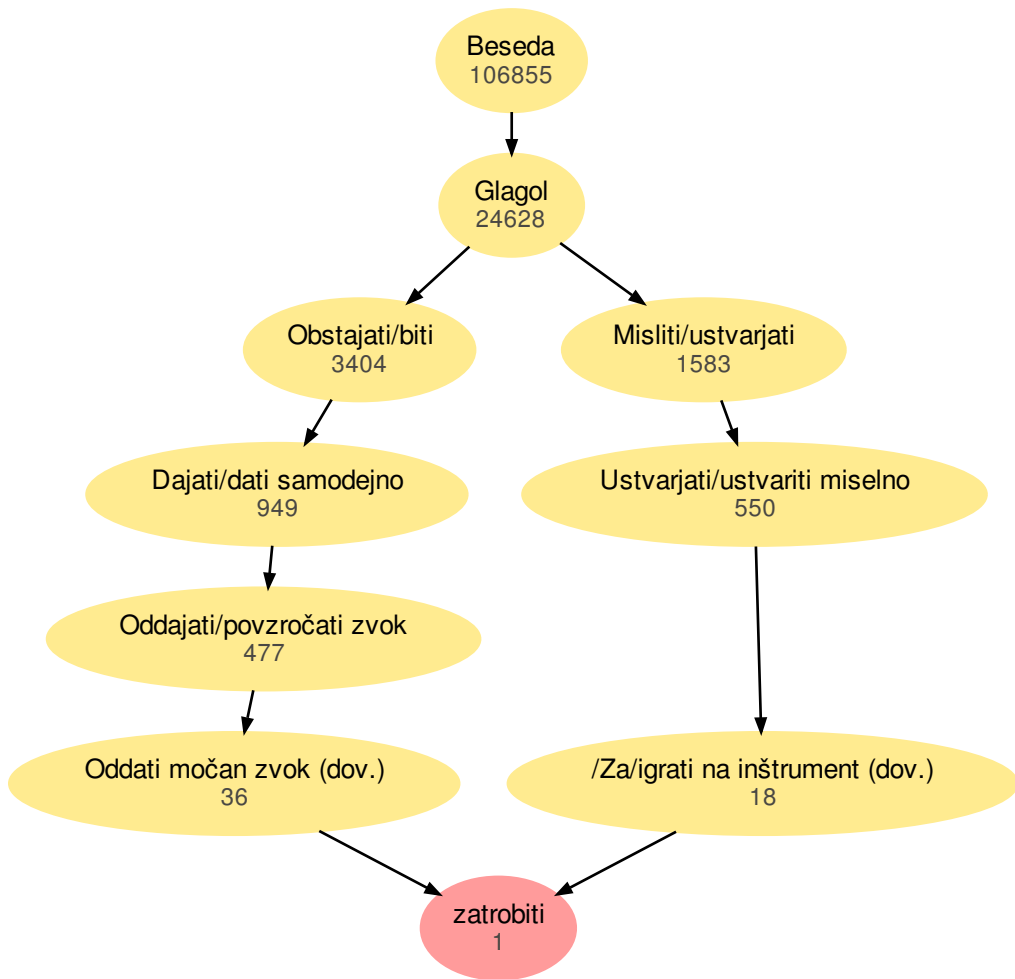 Beseda
106855
Glagol
24628
Obstajati/biti
3404
Misliti/ustvarjati
1583
Dajati/dati samodejno
949
Ustvarjati/ustvariti miselno
550
Oddajati/povzročati zvok
477
Oddati močan zvok (dov.)
36
/Za/igrati na inštrument (dov.)
18
zatrobiti
1